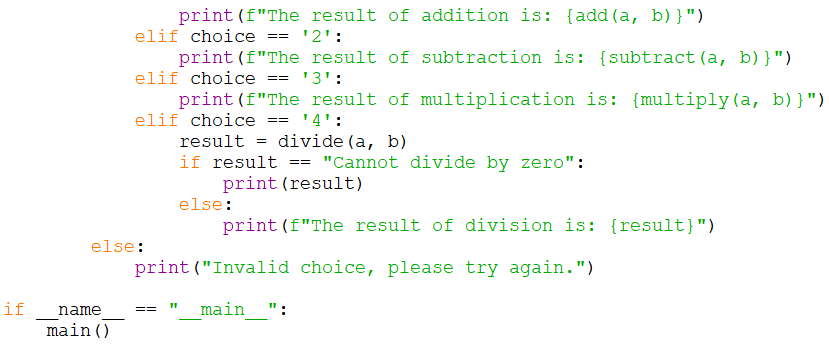 print(f"The result of addition is: {add(a, b)}")
            elif choice == '2':
                print(f"The result of subtraction is: {subtract(a, b)}")
            elif choice == '3':
                print(f"The result of multiplication is: {multiply(a, b)}")
            elif choice == '4':
                result = divide(a, b)
                if result == "Cannot divide by zero":
                    print(result)
                else:
                    print(f"The result of division is: {result}")
        else:
            print("Invalid choice, please try again.")

if __name__ == "__main__":
    main()